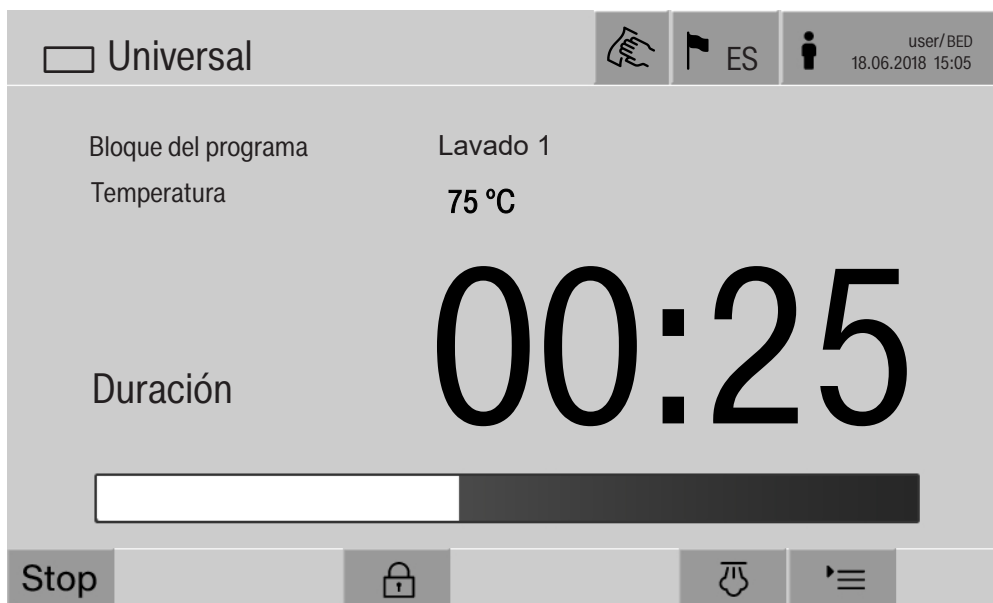 Universal
ES
user/BED
18.06.2018 15:05
Bloque del programa Lavado 1
Temperatura 75 °C
Duración 00:25
Stop